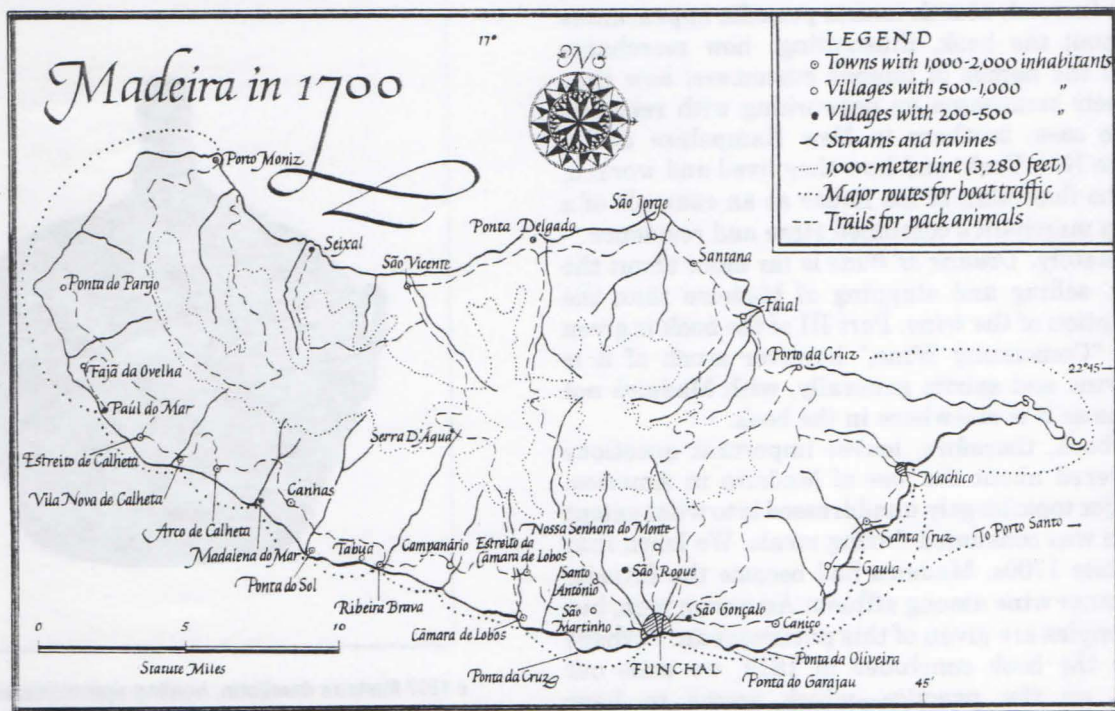 Madeira in 1700
17°
N
LEGEND
Towns with 1,000-2,000 inhabitants
Villages with 500-1,000 "
Villages with 200-500 "
Streams and ravines
1,000-meter line (3,280 feet)
Major routes for boat traffic
Trails for pack animals
Porto Moniz
Seixal
São Vicente
Ponta Delgada
São Jorge
Santana
Faial
Porto da Cruz
22°45'
Ponta do Pargo
Fajã da Ovelha
Paúl do Mar
Estreito de Calheta
Vila Nova de Calheta
Arco de Calheta
Madalena do Mar
Canhas
Ponta do Sol
Tabúa
Ribeira Brava
Serra D'Água
Campanário
Estreito da
Câmara de Lobos
Câmara de Lobos
Nossa Senhora do Monte
Santo
António
São Roque
São
Martinho
São Gonçalo
Machico
Santa Cruz
To Porto Santo
Gaula
Caniço
Ponta da Oliveira
Ponta do Garajau
FUNCHAL
Ponta da Cruz
45'
0 5 10
Statute Miles